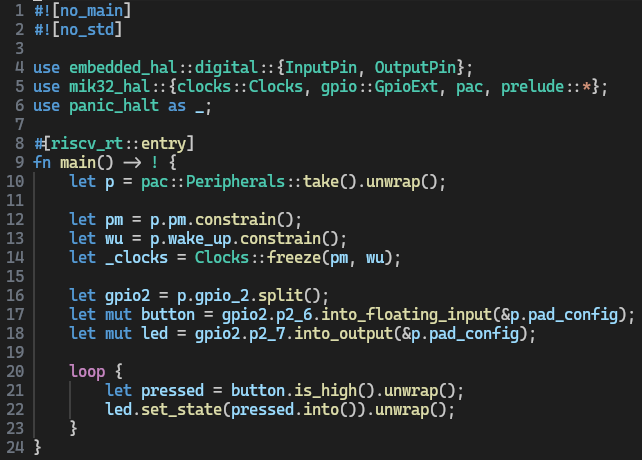 1 #![no_main]
2 #![no_std]
3
4 use embedded_hal::digital::{InputPin, OutputPin};
5 use mik32_hal::{clocks::Clocks, gpio::GpioExt, pac, prelude::*};
6 use panic_halt as _;
7
8 #[riscv_rt::entry]
9 fn main() -> ! {
10     let p = pac::Peripherals::take().unwrap();
11
12     let pm = p.pm.constrain();
13     let wu = p.wake_up.constrain();
14     let _clocks = Clocks::freeze(pm, wu);
15
16     let gpio2 = p.gpio_2.split();
17     let mut button = gpio2.p2_6.into_floating_input(&p.pad_config);
18     let mut led = gpio2.p2_7.into_output(&p.pad_config);
19
20     loop {
21         let pressed = button.is_high().unwrap();
22         led.set_state(pressed.into()).unwrap();
23     }
24 }